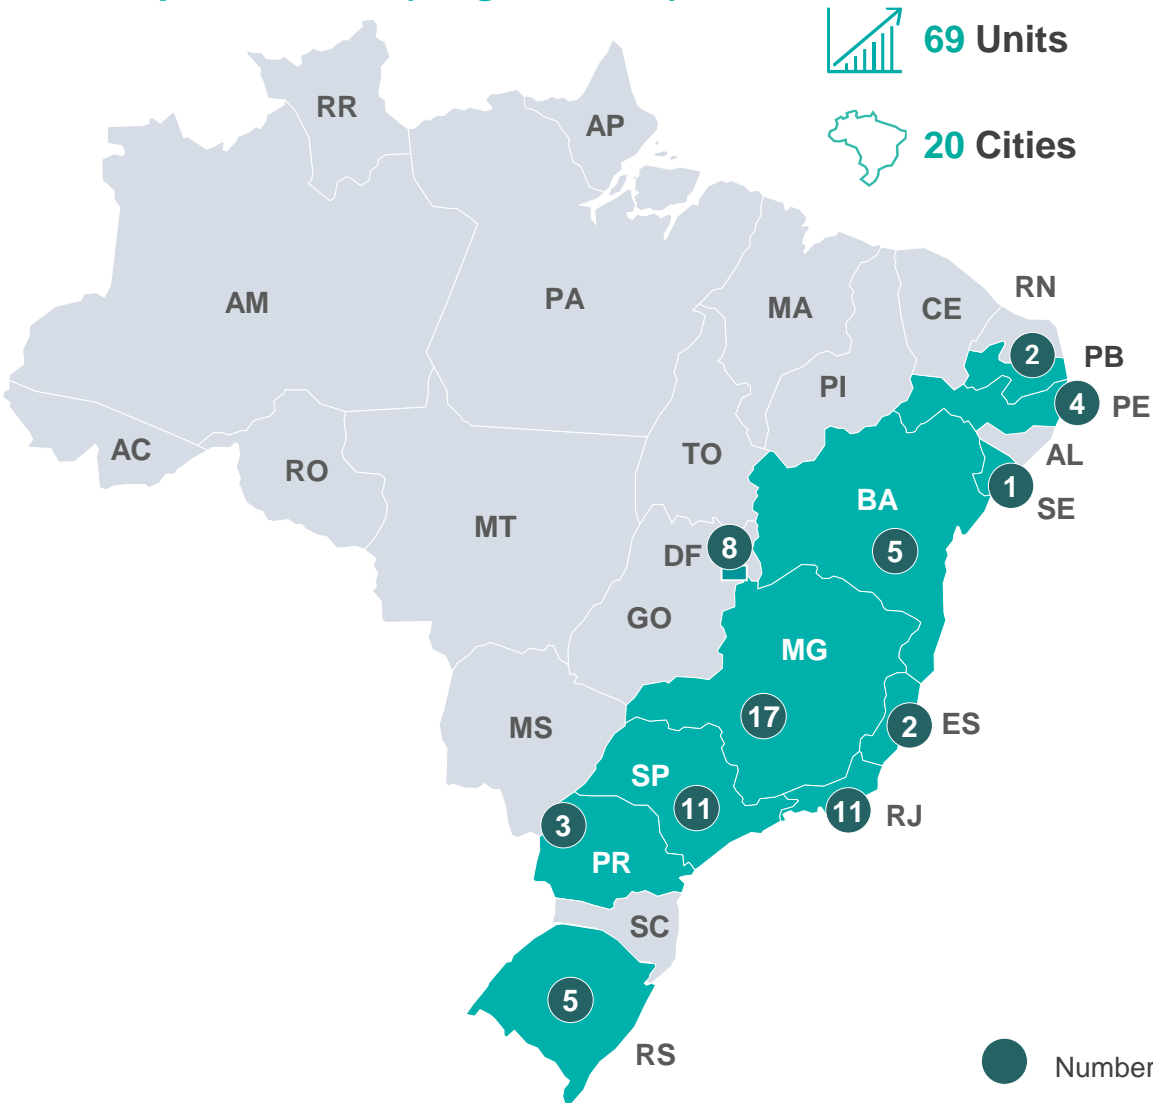 69 Units
20 Cities
RR
AP
AM
PA
MA
CE
RN
PI
2
PB
4
PE
AC
RO
TO
AL
MT
BA
1
SE
DF
8
5
GO
MG
MS
17
2
ES
SP
11
11
RJ
3
PR
SC
5
RS
Number